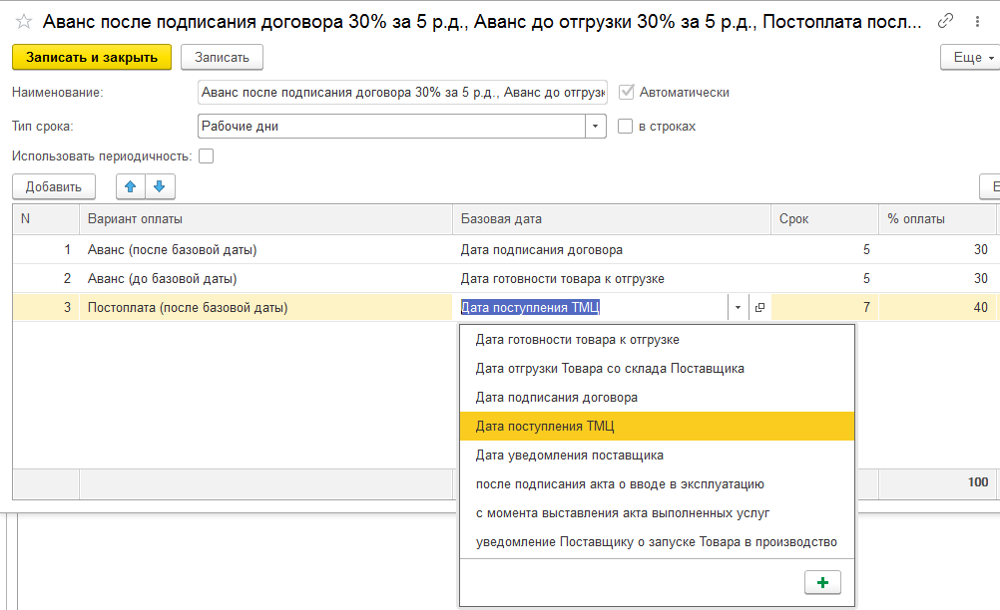 Аванс после подписания договора 30% за 5 р.д., Аванс до отгрузки 30% за 5 р.д., Постоплата посл...
Записать и закрыть Записать Еще
Наименование: Аванс после подписания договора 30% за 5 р.д., Аванс до отгрузк Автоматически
Тип срока: Рабочие дни в строках
Использовать периодичность:
Добавить Е
N Вариант оплаты Базовая дата Срок % оплаты
1 Аванс (после базовой даты) Дата подписания договора 5 30
2 Аванс (до базовой даты) Дата готовности товара к отгрузке 5 30
3 Постоплата (после базовой даты) Дата поступления ТМЦ 7 40
Дата готовности товара к отгрузке
Дата отгрузки Товара со склада Поставщика
Дата подписания договора
Дата поступления ТМЦ
Дата уведомления поставщика
после подписания акта о вводе в эксплуатацию
с момента выставления акта выполненных услуг
уведомление Поставщику о запуске Товара в производство
100